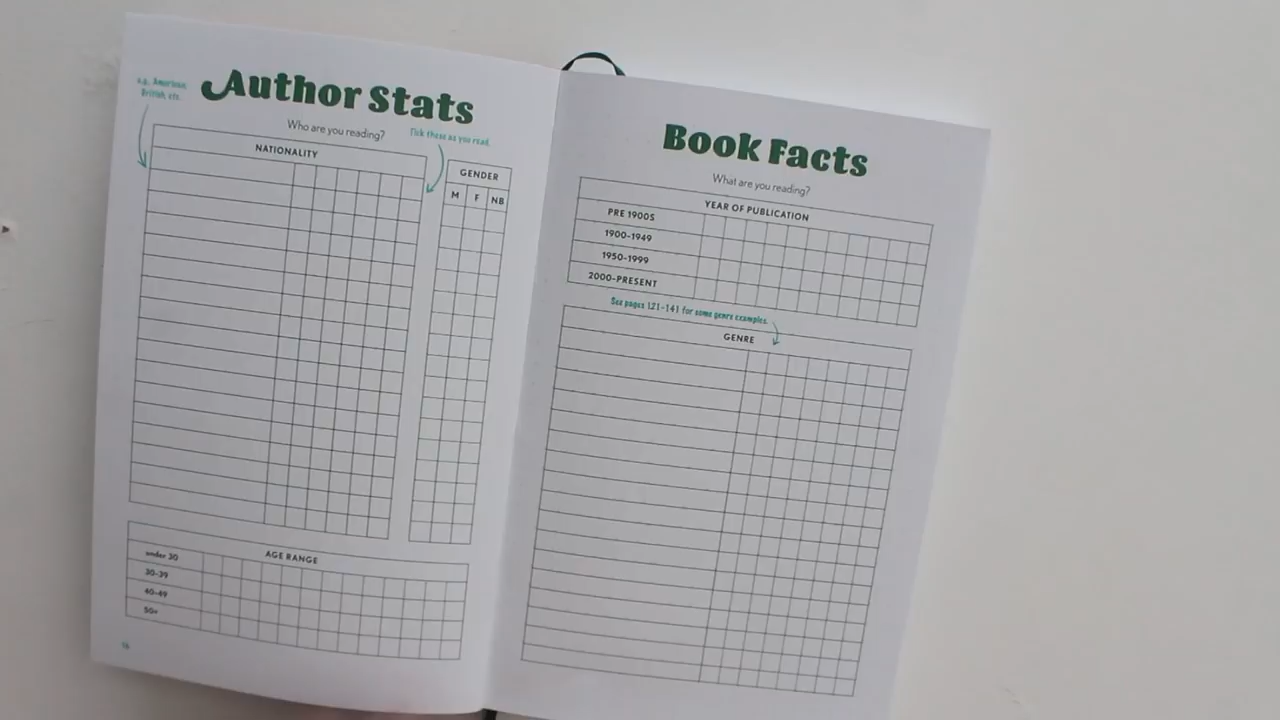 Author Stats
e.g., American,
British, etc.
Who are you reading?
Tick these as you read.
NATIONALITY
GENDER
M F NB
AGE RANGE
under 30
30-39
40-49
50+
16
Book Facts
What are you reading?
YEAR OF PUBLICATION
PRE 1900S
1900-1949
1950-1999
2000-PRESENT
See pages 121-141 for some genre examples.
GENRE